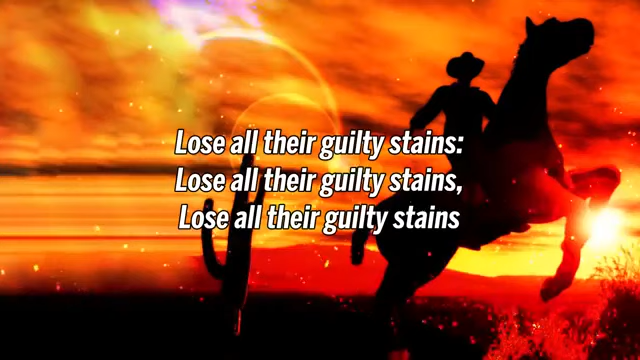 Lose all their guilty stains:
Lose all their guilty stains,
Lose all their guilty stains